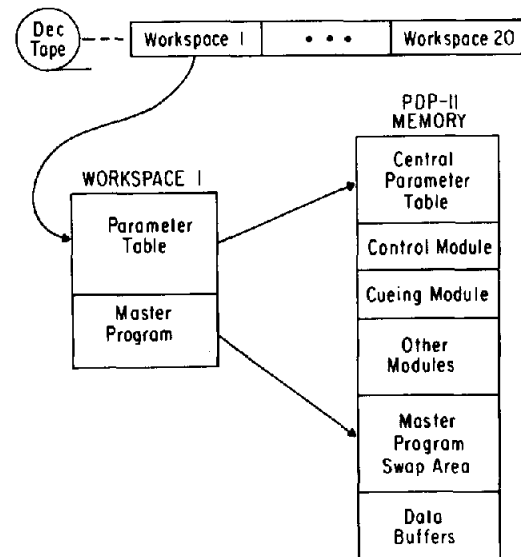 Dec
Tape
Workspace 1
• • •
Workspace 20
PDP-11
MEMORY
WORKSPACE 1
Parameter
Table
Master
Program
Central
Parameter
Table
Control Module
Cueing Module
Other
Modules
Master
Program
Swap Area
Data
Buffers